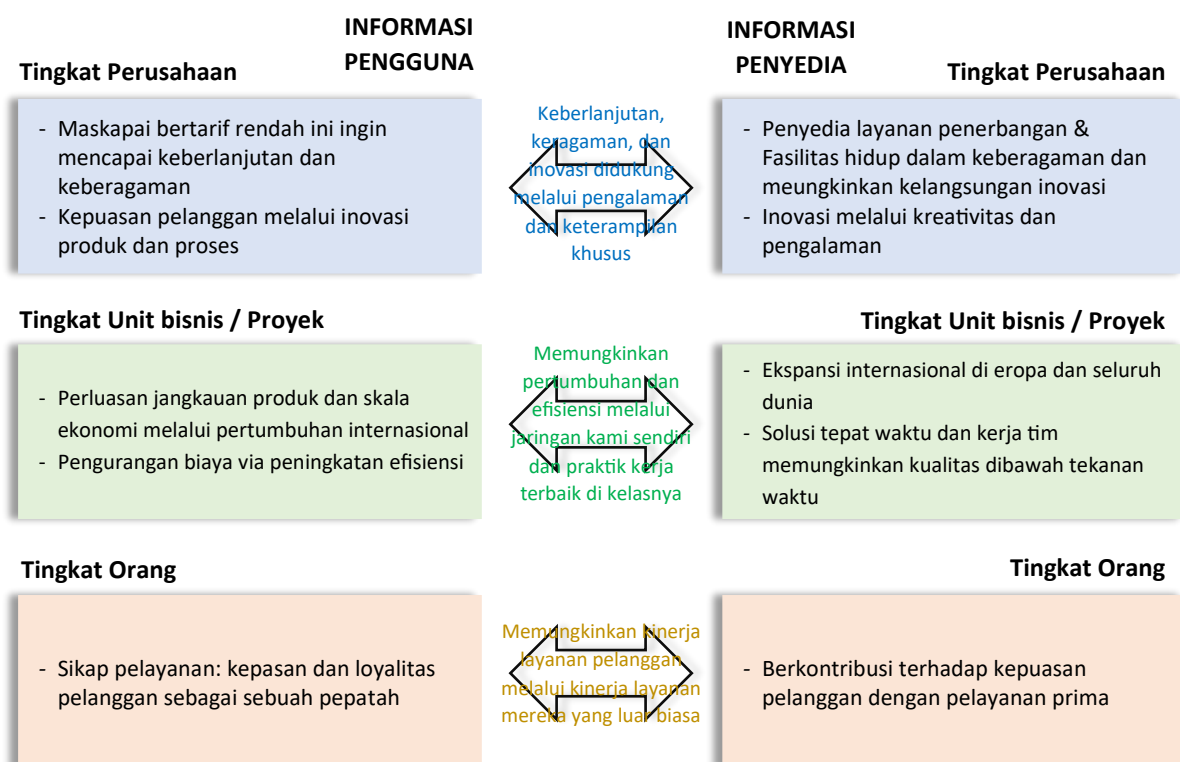 INFORMASI
PENGGUNA
INFORMASI
PENYEDIA
Tingkat Perusahaan
Tingkat Perusahaan
- Maskapai bertarif rendah ini ingin
mencapai keberlanjutan dan
keberagaman
- Kepuasan pelanggan melalui inovasi
produk dan proses
Keberlanjutan,
keragaman, dan
inovasi didukung
melalui pengalaman
dan keterampilan
khusus
- Penyedia layanan penerbangan &
Fasilitas hidup dalam keberagaman dan
meungkinkan kelangsungan inovasi
- Inovasi melalui kreativitas dan
pengalaman
Tingkat Unit bisnis / Proyek
Tingkat Unit bisnis / Proyek
- Perluasan jangkauan produk dan skala
ekonomi melalui pertumbuhan internasional
- Pengurangan biaya via peningkatan efisiensi
Memungkinkan
pertumbuhan dan
efisiensi melalui
jaringan kami sendiri
dan praktik kerja
terbaik di kelasnya
- Ekspansi internasional di eropa dan seluruh
dunia
- Solusi tepat waktu dan kerja tim
memungkinkan kualitas dibawah tekanan
waktu
Tingkat Orang
Tingkat Orang
- Sikap pelayanan: kepasan dan loyalitas
pelanggan sebagai sebuah pepatah
Memungkinkan kinerja
layanan pelanggan
melalui kinerja layanan
mereka yang luar biasa
- Berkontribusi terhadap kepuasan
pelanggan dengan pelayanan prima